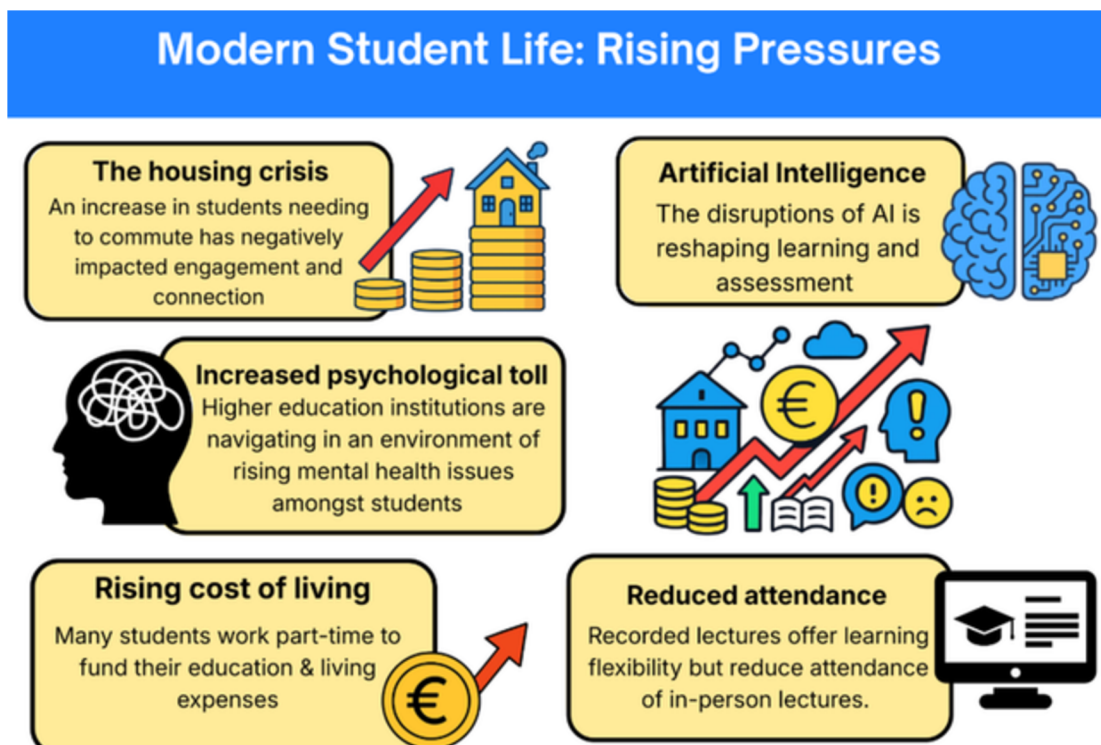 Modern Student Life: Rising Pressures
The housing crisis
An increase in students needing
to commute has negatively
impacted engagement and
connection
Artificial Intelligence
The disruptions of AI is
reshaping learning and
assessment
Increased psychological toll
Higher education institutions are
navigating in an environment of
rising mental health issues
amongst students
€
Rising cost of living
Many students work part-time to
fund their education & living
expenses
€
Reduced attendance
Recorded lectures offer learning
flexibility but reduce attendance
of in-person lectures.